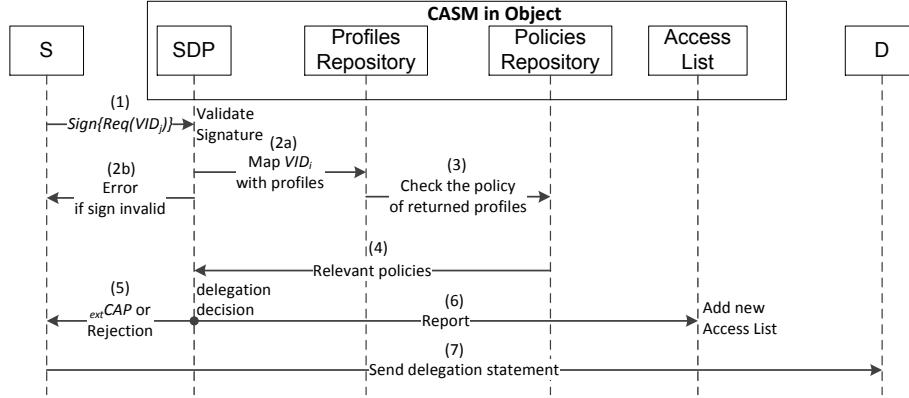 CASM in Object
S
SDP
Profiles
Repository
Policies
Repository
Access
List
D
(1)
Sign{Req(VIDj)}
Validate
Signature
(2a)
Map VIDi
with profiles
(2b)
Error
if sign invalid
(3)
Check the policy
of returned profiles
(4)
Relevant policies
(5)
extCAP or
Rejection
delegation
decision
(6)
Report
Add new
Access List
(7)
Send delegation statement